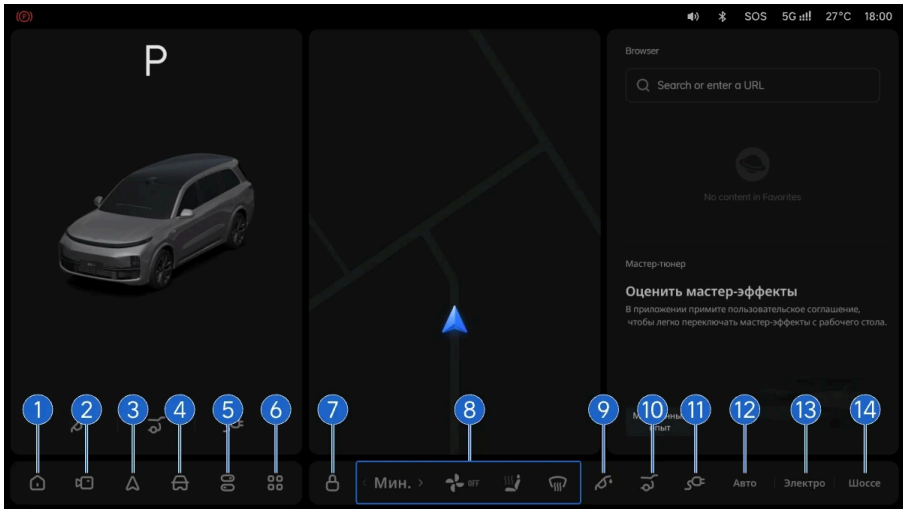 (P)
SOS 5G 27°C 18:00
P
Browser
Search or enter a URL
No content in Favorites
Мастер-тюнер
Оценить мастер-эффекты
В приложении примите пользовательское соглашение,
чтобы легко переключать мастер-эффекты с рабочего стола.
опыт
1 2 3 4 5 6 7 8 9 10 11 12 13 14
< Мин. > OFF Авто Электро Шоссе